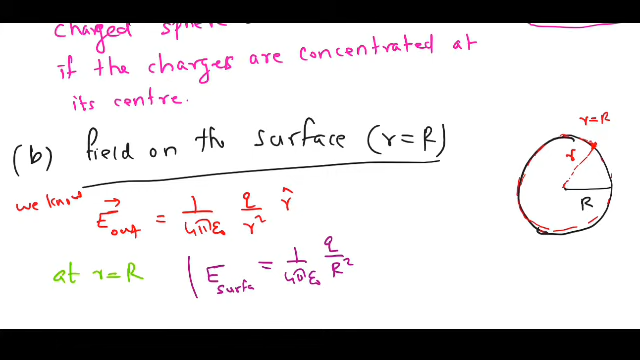 charged sphere
if the charges are concentrated at
its centre.
(b) field on the surface (r=R)
we know E⃗out = 1/4πε₀ q/r² r̂
at r=R Esurfa = 1/4πε₀ q/R²
r=R
r
R